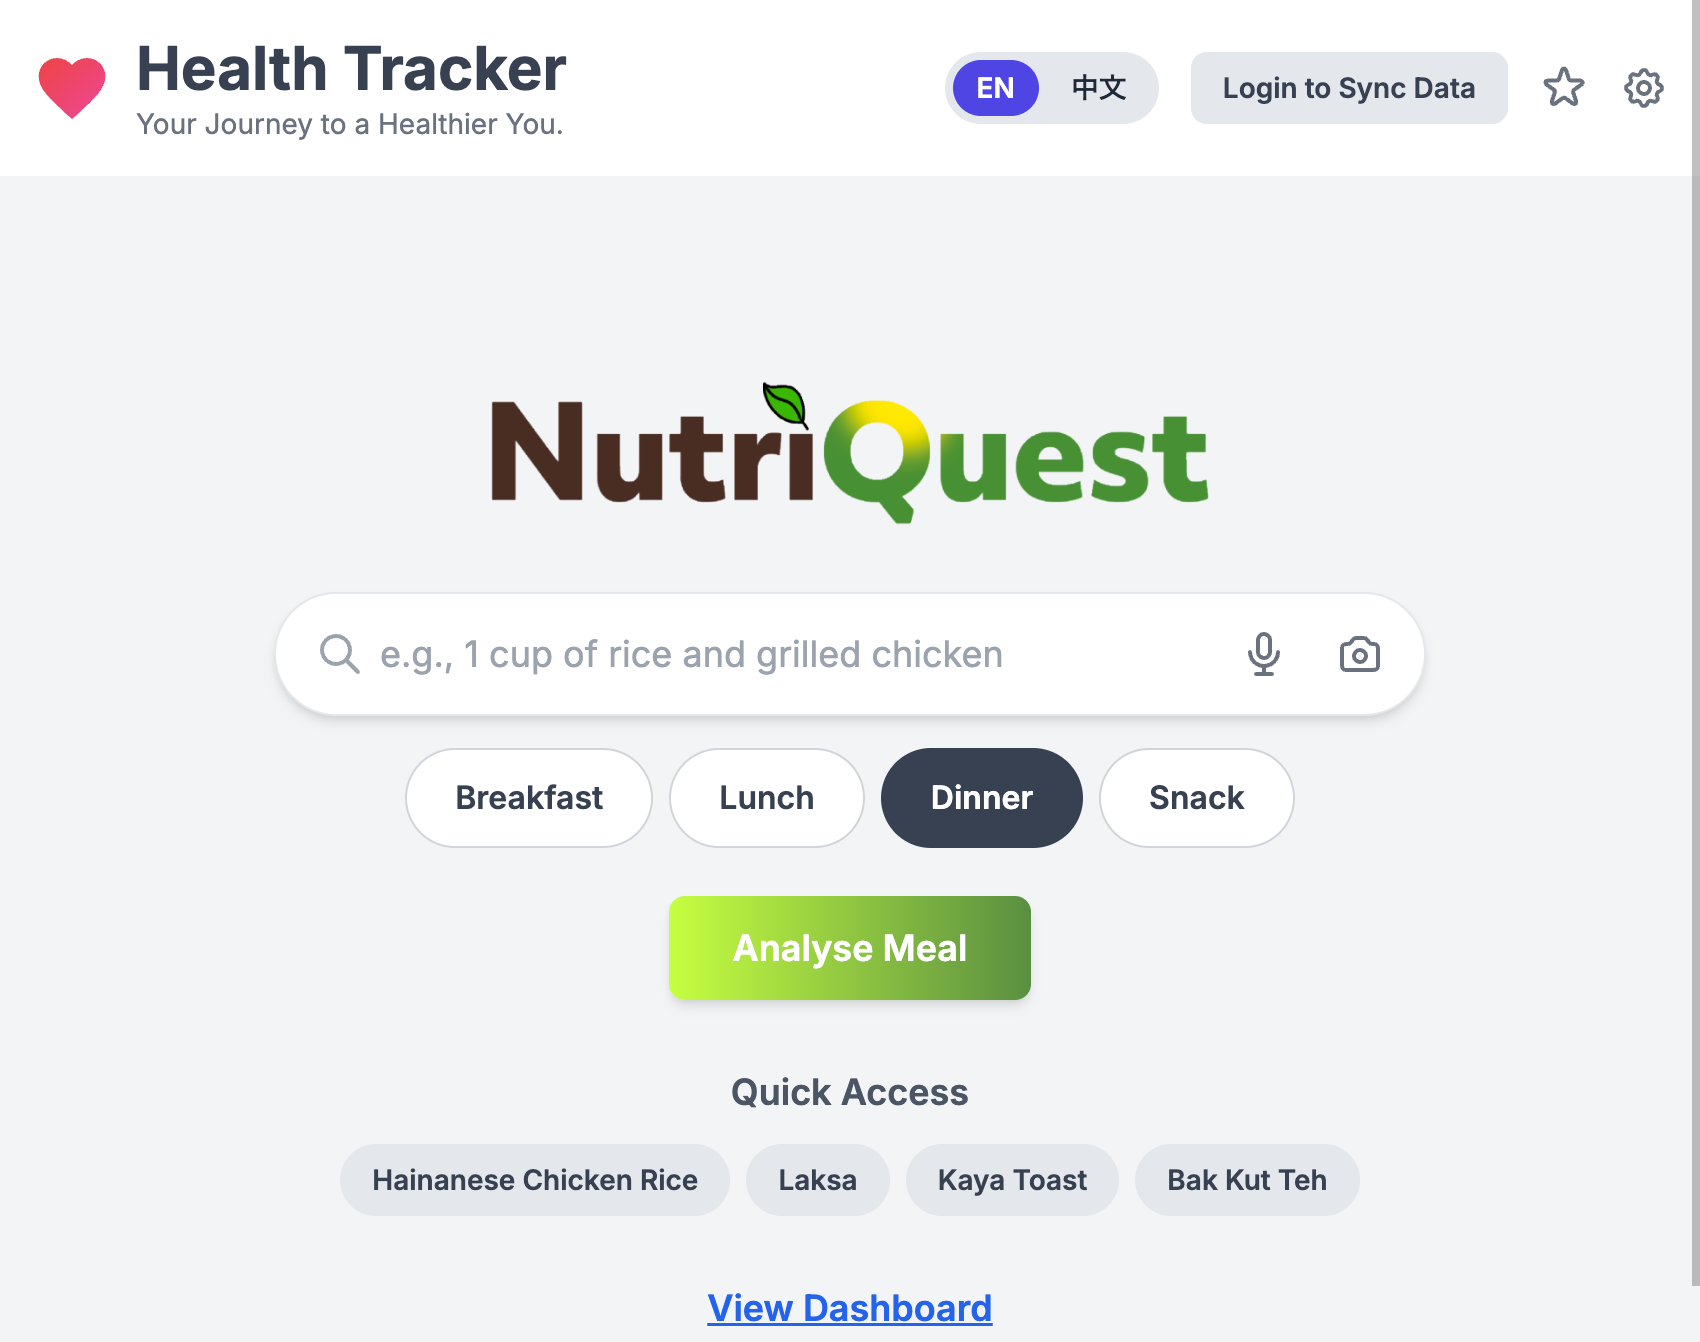 Health Tracker
Your Journey to a Healthier You.
EN
中文
Login to Sync Data
NutriQuest
e.g., 1 cup of rice and grilled chicken
Breakfast
Lunch
Dinner
Snack
Analyse Meal
Quick Access
Hainanese Chicken Rice
Laksa
Kaya Toast
Bak Kut Teh
View Dashboard